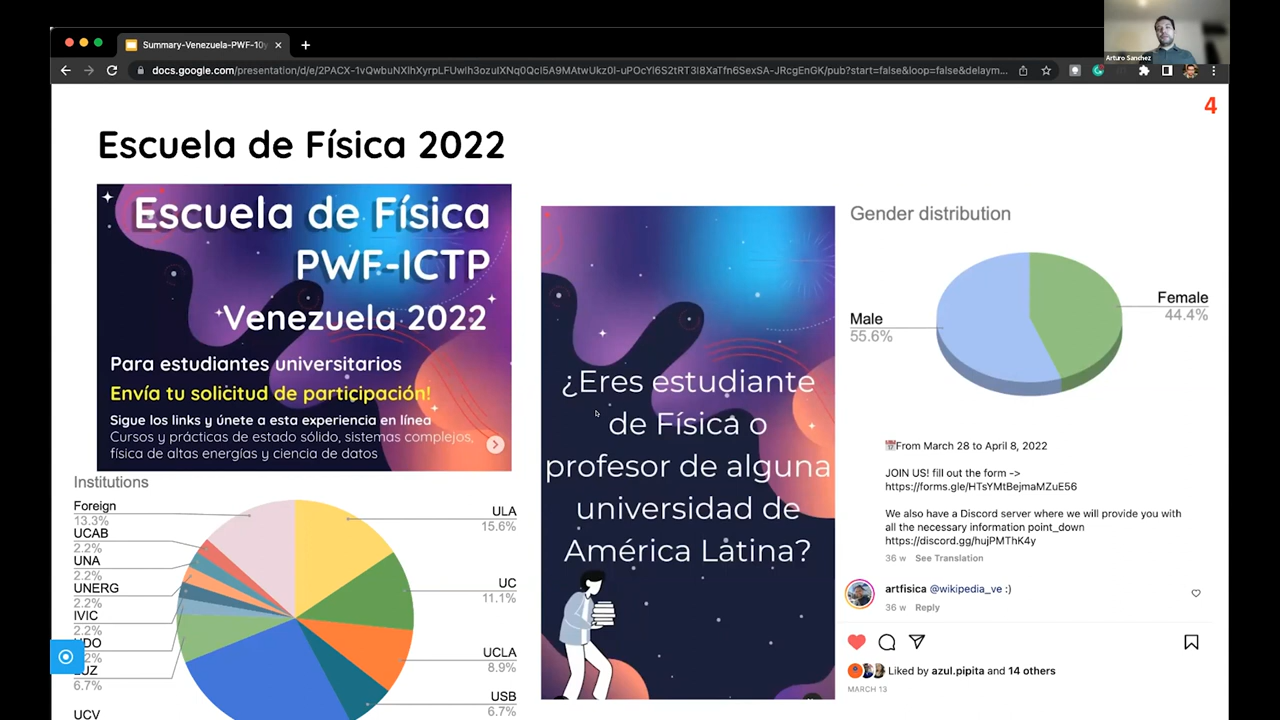 Summary-Venezuela-PWF-10y
docs.google.com/presentation/d/e/2PACX-1vQwbuNXlhXyrpLFUwIh3ozuIXNq0QcI5A9MAtwUkz0l-uPOcYl6S2tRT3I8XaTfn6SexSA-JRcgEnGK/pub?start=false&loop=false&delaym...
Arturo Sanchez
4
Escuela de Física 2022
Escuela de Física
PWF-ICTP
Venezuela 2022
Para estudiantes universitarios
Envía tu solicitud de participación!
Sigue los links y únete a esta experiencia en línea
Cursos y prácticas de estado sólido, sistemas complejos,
física de altas energías y ciencia de datos
Institutions
Foreign
13.3%
UCAB
2.2%
UNA
2.2%
UNERG
2.2%
IVIC
2.2%
6.7%
UCV
ULA
15.6%
UC
11.1%
UCLA
8.9%
USB
6.7%
¿Eres estudiante
de Física o
profesor de alguna
universidad de
América Latina?
Gender distribution
Male
55.6%
Female
44.4%
From March 28 to April 8, 2022
JOIN US! fill out the form ->
https://forms.gle/HTsYMtBejmaMZuE56
We also have a Discord server where we will provide you with
all the necessary information point_down
https://discord.gg/hujPMThK4y
36 w See Translation
artfisica @wikipedia_ve :)
36 w Reply
Liked by azul.pipita and 14 others
MARCH 13